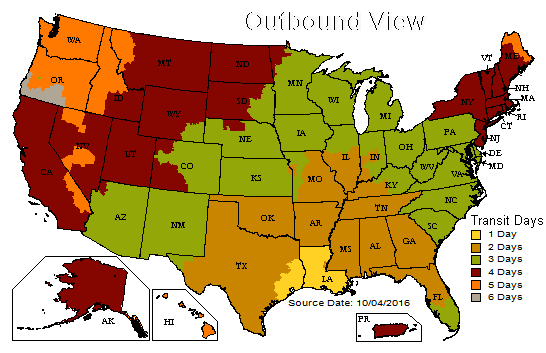 Outbound View
WA
MT
ND
MN
VT
ME
OR
ID
SD
WI
MI
NY
NH
MA
RI
CT
WY
IA
PA
NJ
NV
NE
IL
IN
OH
DE
MD
UT
CO
WV
VA
CA
KS
MO
KY
NC
AZ
NM
OK
AR
TN
SC
MS
AL
GA
TX
LA
FL
AK
HI
PR
Source Date: 10/04/2016
Transit Days
1 Day
2 Days
3 Days
4 Days
5 Days
6 Days